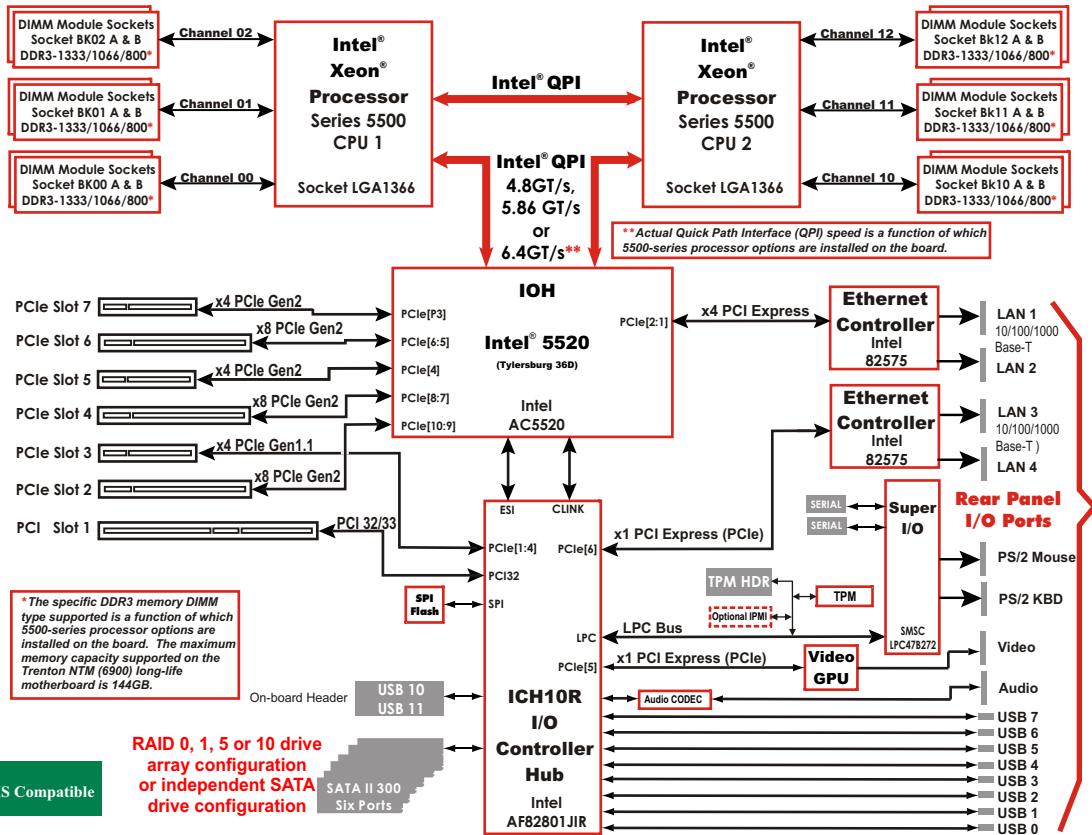 DIMM Module Sockets
Socket BK02 A & B
DDR3-1333/1066/800*
Channel 02
DIMM Module Sockets
Socket BK01 A & B
DDR3-1333/1066/800*
Channel 01
DIMM Module Sockets
Socket BK00 A & B
DDR3-1333/1066/800*
Channel 00
Intel®
Xeon®
Processor
Series 5500
CPU 1
Socket LGA1366
Intel® QPI
Intel® QPI
4.8GT/s,
5.86 GT/s
or
6.4GT/s**
Intel®
Xeon®
Processor
Series 5500
CPU 2
Socket LGA1366
Channel 12
DIMM Module Sockets
Socket Bk12 A & B
DDR3-1333/1066/800*
Channel 11
DIMM Module Sockets
Socket Bk11 A & B
DDR3-1333/1066/800*
Channel 10
DIMM Module Sockets
Socket Bk10 A & B
DDR3-1333/1066/800*
**Actual Quick Path Interface (QPI) speed is a function of which
5500-series processor options are installed on the board.
PCIe Slot 7
x4 PCIe Gen2
PCIe Slot 6
x8 PCIe Gen2
PCIe Slot 5
x4 PCIe Gen2
PCIe Slot 4
x8 PCIe Gen2
PCIe Slot 3
x4 PCIe Gen1.1
PCIe Slot 2
x8 PCIe Gen2
PCI Slot 1
PCI 32/33
IOH
Intel® 5520
(Tylersburg 36D)
Intel
AC5520
PCIe[P3]
PCIe[6:5]
PCIe[4]
PCIe[8:7]
PCIe[10:9]
PCIe[2:1]
x4 PCI Express
Ethernet
Controller
Intel
82575
LAN 1
10/100/1000
Base-T
LAN 2
Ethernet
Controller
Intel
82575
LAN 3
10/100/1000
Base-T )
LAN 4
Rear Panel
I/O Ports
ESI
CLINK
PCIe[1:4]
PCI32
SPI
PCIe[6]
LPC
PCIe[5]
x1 PCI Express (PCIe)
SERIAL
SERIAL
Super
I/O
SMSC
LPC47B272
PS/2 Mouse
PS/2 KBD
TPM HDR
TPM
Optional IPMI
LPC Bus
x1 PCI Express (PCIe)
Video
GPU
Video
Audio CODEC
Audio
SPI
Flash
*The specific DDR3 memory DIMM
type supported is a function of which
5500-series processor options are
installed on the board. The maximum
memory capacity supported on the
Trenton NTM (6900) long-life
motherboard is 144GB.
On-board Header
USB 10
USB 11
ICH10R
I/O
Controller
Hub
Intel
AF82801JIR
RAID 0, 1, 5 or 10 drive
array configuration
or independent SATA
drive configuration
SATA II 300
Six Ports
S Compatible
USB 7
USB 6
USB 5
USB 4
USB 3
USB 2
USB 1
USB 0